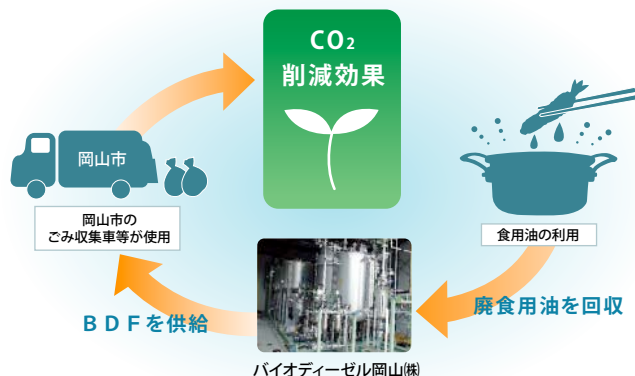 CO₂
削減効果
岡山市
岡山市の
ごみ収集車等が使用
食用油の利用
BDFを供給
廃食用油を回収
バイオディーゼル岡山㈱